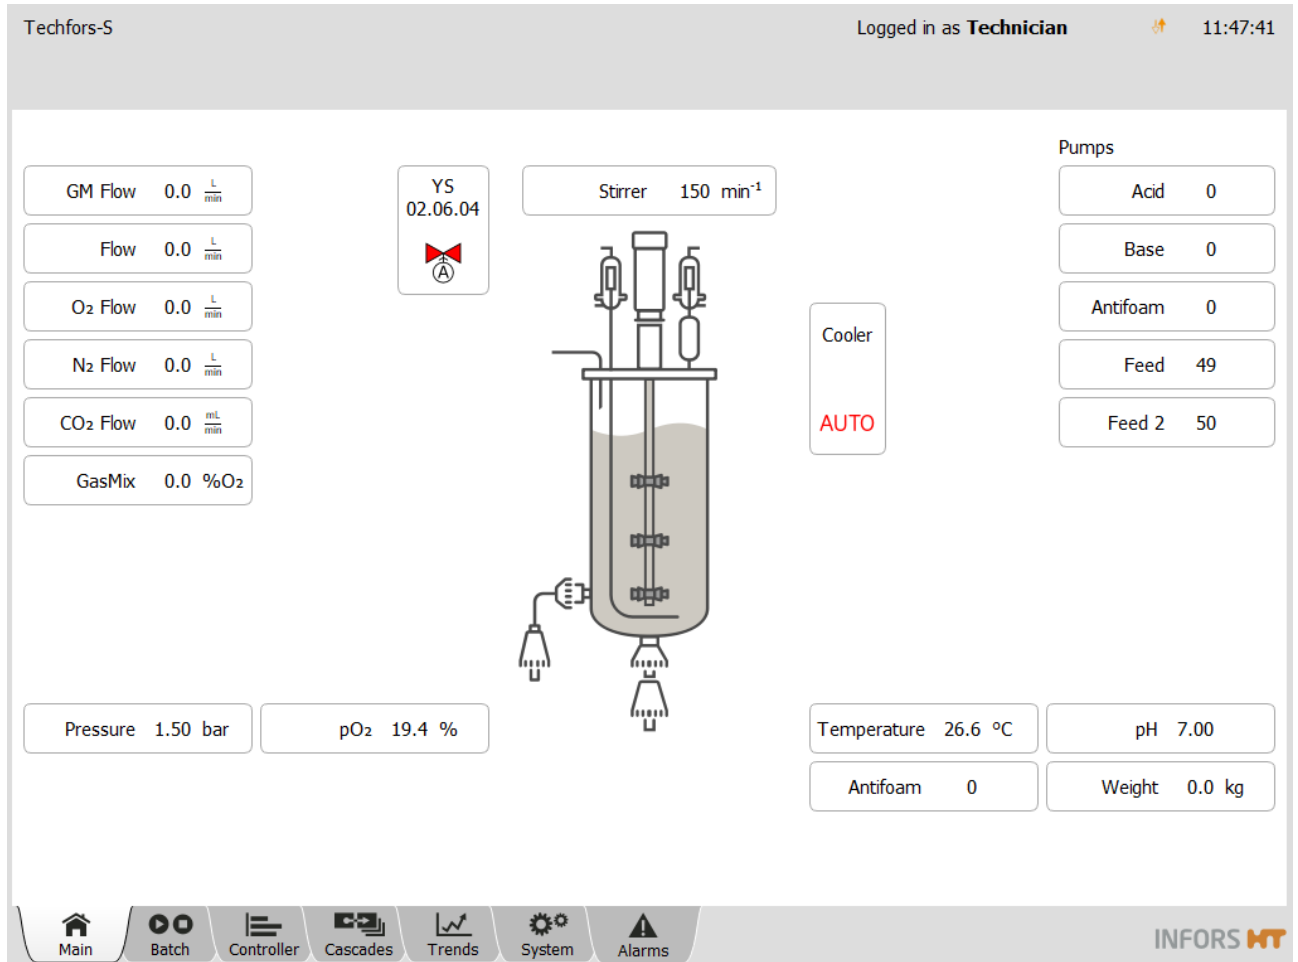 Techfors-S
Logged in as Technician
11:47:41
Pumps
GM Flow 0.0 L/min
Flow 0.0 L/min
O₂ Flow 0.0 L/min
N₂ Flow 0.0 L/min
CO₂ Flow 0.0 mL/min
GasMix 0.0 %O₂
YS
02.06.04
A
Stirrer 150 min⁻¹
Cooler
AUTO
Acid 0
Base 0
Antifoam 0
Feed 49
Feed 2 50
Pressure 1.50 bar
pO₂ 19.4 %
Temperature 26.6 °C
pH 7.00
Antifoam 0
Weight 0.0 kg
Main
Batch
Controller
Cascades
Trends
System
Alarms
INFORS HT